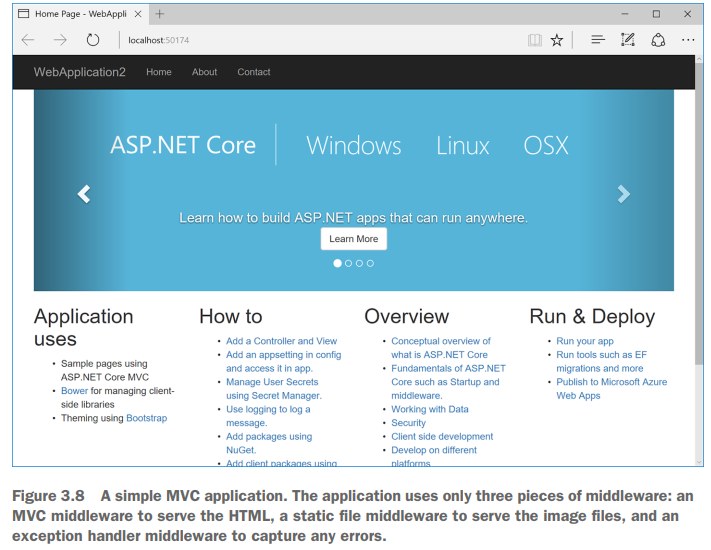 Home Page - WebAppli
localhost:50174
WebApplication2 Home About Contact
ASP.NET Core Windows Linux OSX
Learn how to build ASP.NET apps that can run anywhere.
Learn More
Application
uses
• Sample pages using
ASP.NET Core MVC
• Bower for managing client-
side libraries
• Theming using Bootstrap
How to
• Add a Controller and View
• Add an appsetting in config
and access it in app.
• Manage User Secrets
using Secret Manager.
• Use logging to log a
message.
• Add packages using
NuGet.
• Add client packages using
Overview
• Conceptual overview of
what is ASP.NET Core
• Fundamentals of ASP.NET
Core such as Startup and
middleware.
• Working with Data
• Security
• Client side development
• Develop on different
platforms
Run & Deploy
• Run your app
• Run tools such as EF
migrations and more
• Publish to Microsoft Azure
Web Apps
Figure 3.8 A simple MVC application. The application uses only three pieces of middleware: an
MVC middleware to serve the HTML, a static file middleware to serve the image files, and an
exception handler middleware to capture any errors.